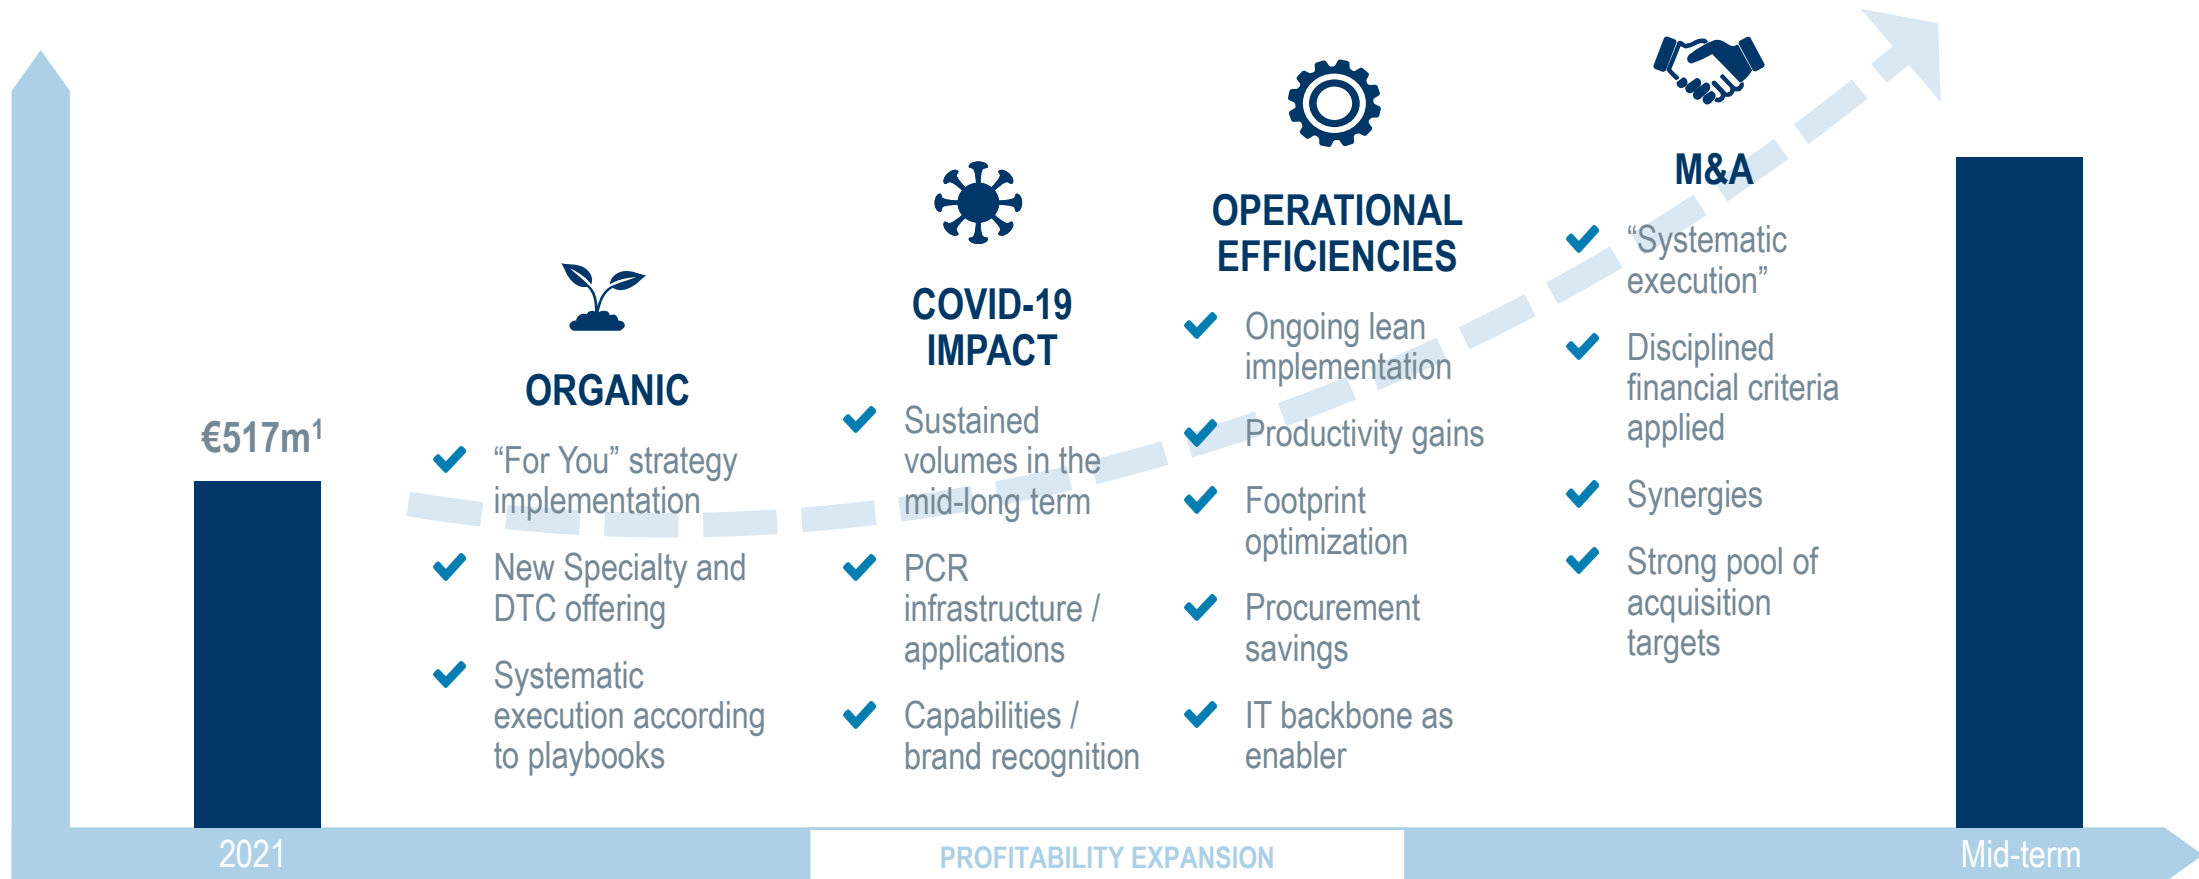 €517m¹
2021
ORGANIC
“For You” strategy
implementation
New Specialty and
DTC offering
Systematic
execution according
to playbooks
COVID-19
IMPACT
Sustained
volumes in the
mid-long term
PCR
infrastructure /
applications
Capabilities /
brand recognition
OPERATIONAL
EFFICIENCIES
Ongoing lean
implementation
Productivity gains
Footprint
optimization
Procurement
savings
IT backbone as
enabler
M&A
“Systematic
execution”
Disciplined
financial criteria
applied
Synergies
Strong pool of
acquisition
targets
PROFITABILITY EXPANSION
Mid-term